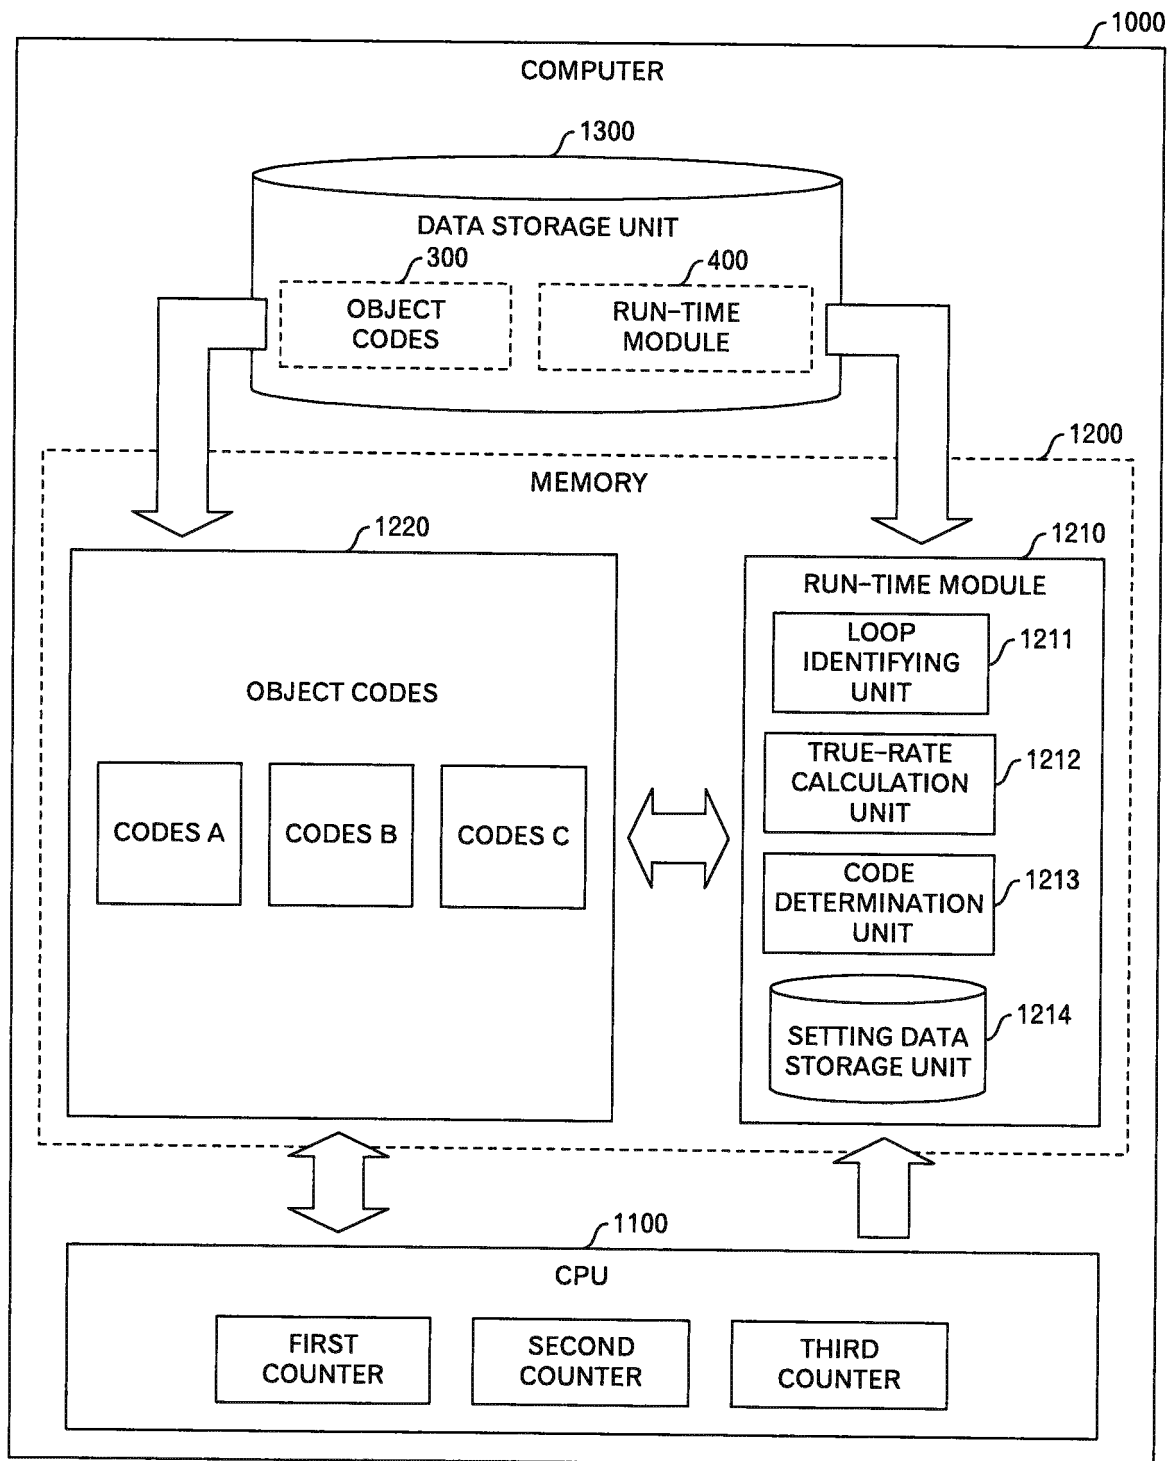 1000
COMPUTER
1300
DATA STORAGE UNIT
300
400
OBJECT
CODES
RUN-TIME
MODULE
1200
MEMORY
1220
1210
RUN-TIME MODULE
LOOP
IDENTIFYING
UNIT
1211
OBJECT CODES
TRUE-RATE
CALCULATION
UNIT
1212
CODES A
CODES B
CODES C
CODE
DETERMINATION
UNIT
1213
SETTING DATA
STORAGE UNIT
1214
1100
CPU
FIRST
COUNTER
SECOND
COUNTER
THIRD
COUNTER